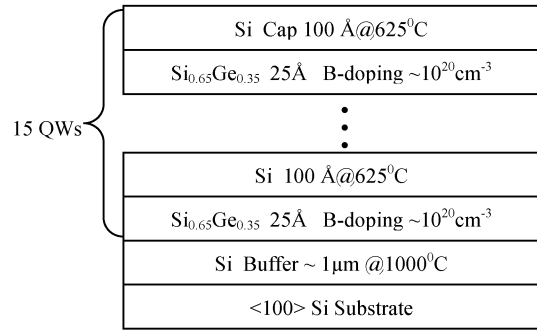 Si Cap 100 Å@625⁰C
Si₀.₆₅Ge₀.₃₅ 25Å B-doping ~10²⁰cm⁻³
15 QWs
Si 100 Å@625⁰C
Si₀.₆₅Ge₀.₃₅ 25Å B-doping ~10²⁰cm⁻³
Si Buffer ~ 1μm @1000⁰C
<100> Si Substrate